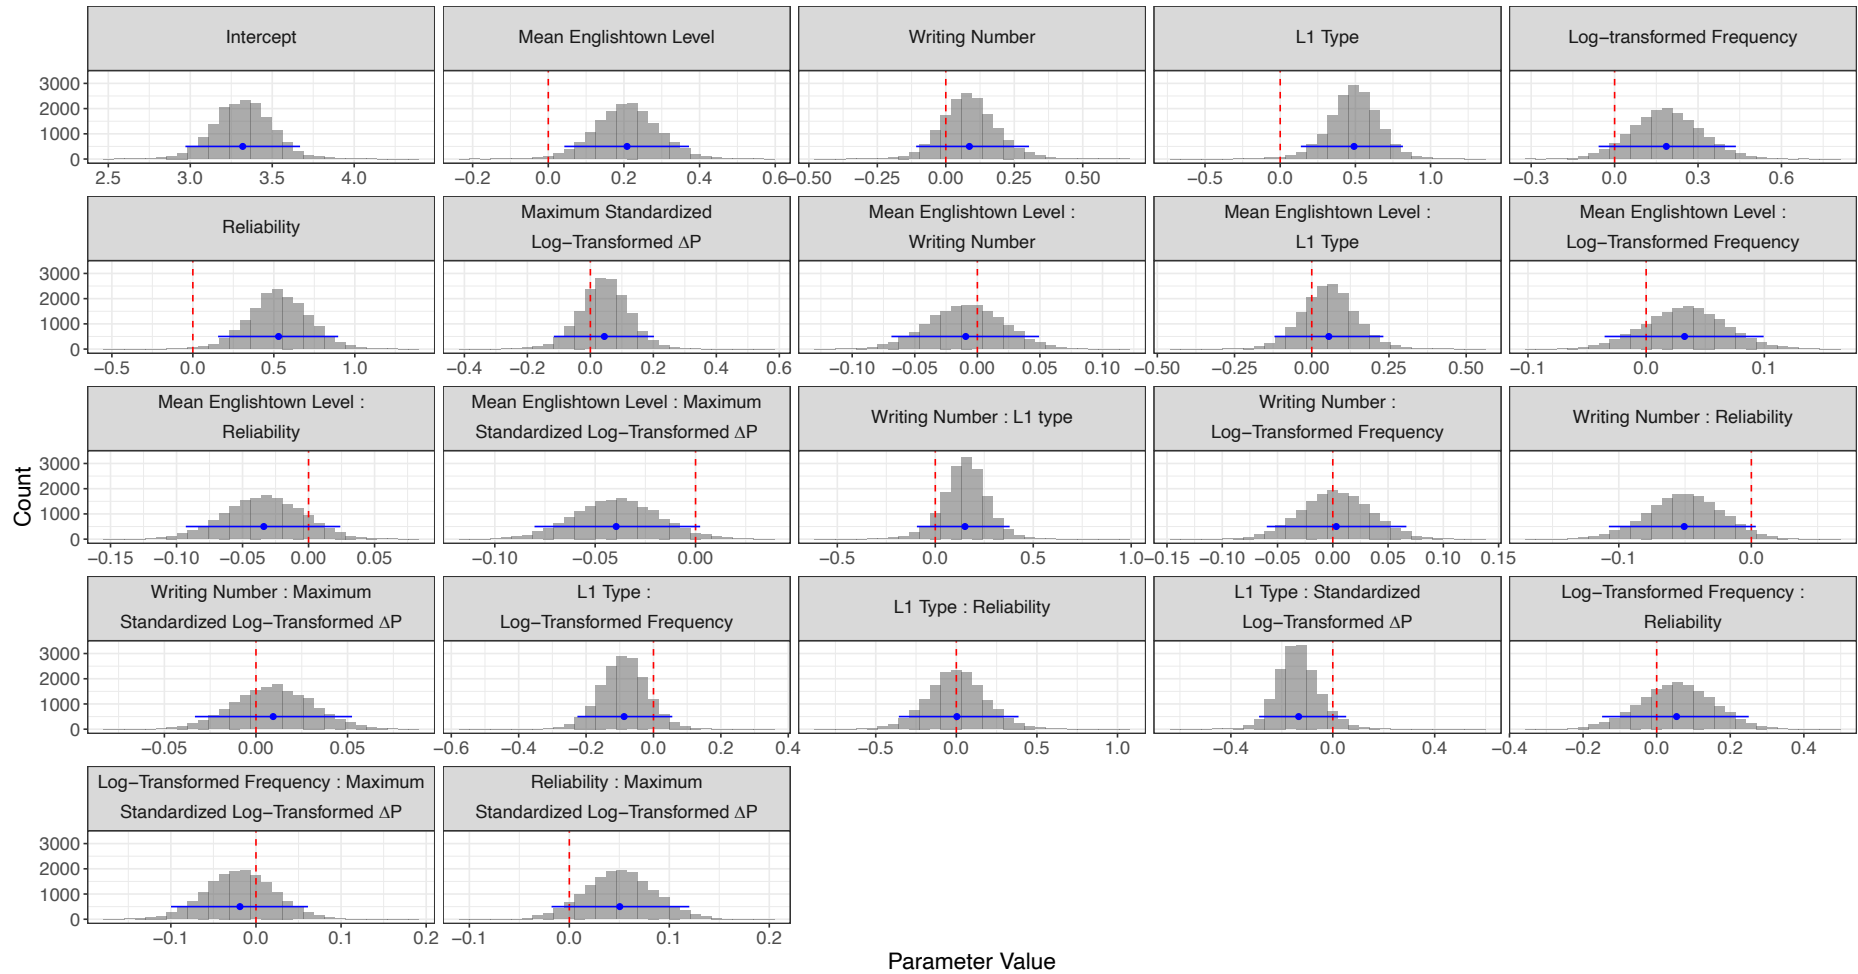 Intercept
Mean Englishtown Level
Writing Number
L1 Type
Log-transformed Frequency
3000
2000
1000
0
2.5 3.0 3.5 4.0
-0.2 0.0 0.2 0.4 0.6
-0.50 -0.25 0.00 0.25 0.50
-0.5 0.0 0.5 1.0
-0.3 0.0 0.3 0.6
Reliability
Maximum Standardized
Log-Transformed ΔP
Mean Englishtown Level :
Writing Number
Mean Englishtown Level :
L1 Type
Mean Englishtown Level :
Log-Transformed Frequency
3000
2000
1000
0
-0.5 0.0 0.5 1.0
-0.4 -0.2 0.0 0.2 0.4 0.6
-0.10 -0.05 0.00 0.05 0.10
-0.50 -0.25 0.00 0.25 0.50
-0.1 0.0 0.1
Mean Englishtown Level :
Reliability
Mean Englishtown Level : Maximum
Standardized Log-Transformed ΔP
Writing Number : L1 type
Writing Number :
Log-Transformed Frequency
Writing Number : Reliability
3000
2000
1000
0
-0.15 -0.10 -0.05 0.00 0.05
-0.10 -0.05 0.00
-0.5 0.0 0.5 1.0
-0.15 -0.10 -0.05 0.00 0.05 0.10 0.15
-0.1 0.0
Writing Number : Maximum
Standardized Log-Transformed ΔP
L1 Type :
Log-Transformed Frequency
L1 Type : Reliability
L1 Type : Standardized
Log-Transformed ΔP
Log-Transformed Frequency :
Reliability
3000
2000
1000
0
-0.05 0.00 0.05
-0.6 -0.4 -0.2 0.0 0.2 0.4
-0.5 0.0 0.5 1.0
-0.4 0.0 0.4
-0.4 -0.2 0.0 0.2 0.4
Log-Transformed Frequency : Maximum
Standardized Log-Transformed ΔP
Reliability : Maximum
Standardized Log-Transformed ΔP
3000
2000
1000
0
-0.1 0.0 0.1 0.2
-0.1 0.0 0.1 0.2
Count
Parameter Value